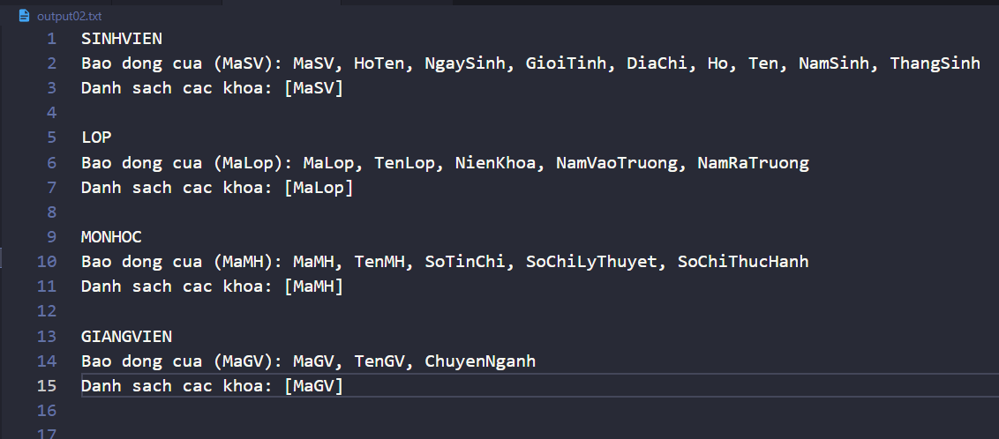 output02.txt
1 SINHVIEN
2 Bao dong cua (MaSV): MaSV, HoTen, NgaySinh, GioiTinh, DiaChi, Ho, Ten, NamSinh, ThangSinh
3 Danh sach cac khoa: [MaSV]
4
5 LOP
6 Bao dong cua (MaLop): MaLop, TenLop, NienKhoa, NamVaoTruong, NamRaTruong
7 Danh sach cac khoa: [MaLop]
8
9 MONHOC
10 Bao dong cua (MaMH): MaMH, TenMH, SoTinChi, SoChiLyThuyet, SoChiThucHanh
11 Danh sach cac khoa: [MaMH]
12
13 GIANGVIEN
14 Bao dong cua (MaGV): MaGV, TenGV, ChuyenNganh
15 Danh sach cac khoa: [MaGV]
16
17